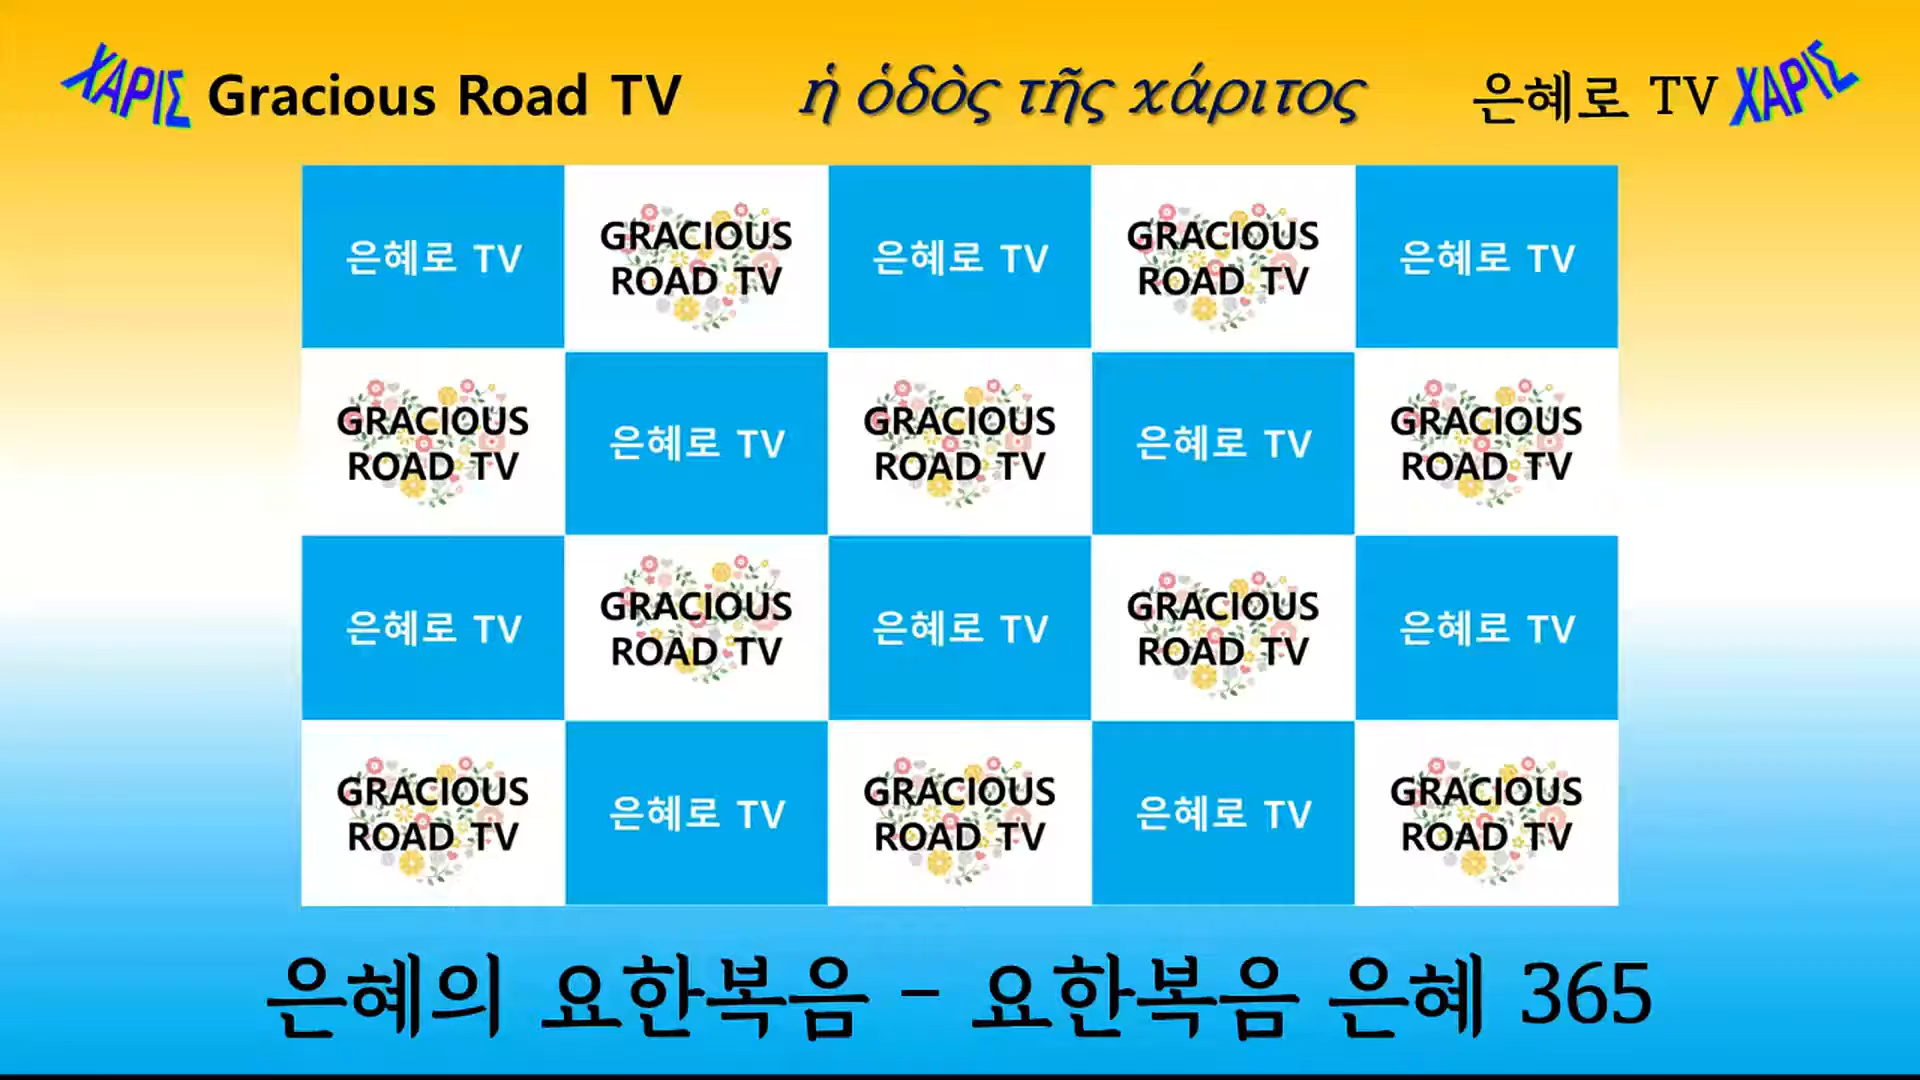 ΧΑΡΙΣ Gracious Road TV ἡ ὁδὸς τῆς χάριτος 은혜로 TV ΧΑΡΙΣ
은혜로 TV GRACIOUS ROAD TV 은혜로 TV GRACIOUS ROAD TV 은혜로 TV
GRACIOUS ROAD TV 은혜로 TV GRACIOUS ROAD TV 은혜로 TV GRACIOUS ROAD TV
은혜로 TV GRACIOUS ROAD TV 은혜로 TV GRACIOUS ROAD TV 은혜로 TV
GRACIOUS ROAD TV 은혜로 TV GRACIOUS ROAD TV 은혜로 TV GRACIOUS ROAD TV
은혜의 요한복음 - 요한복음 은혜 365